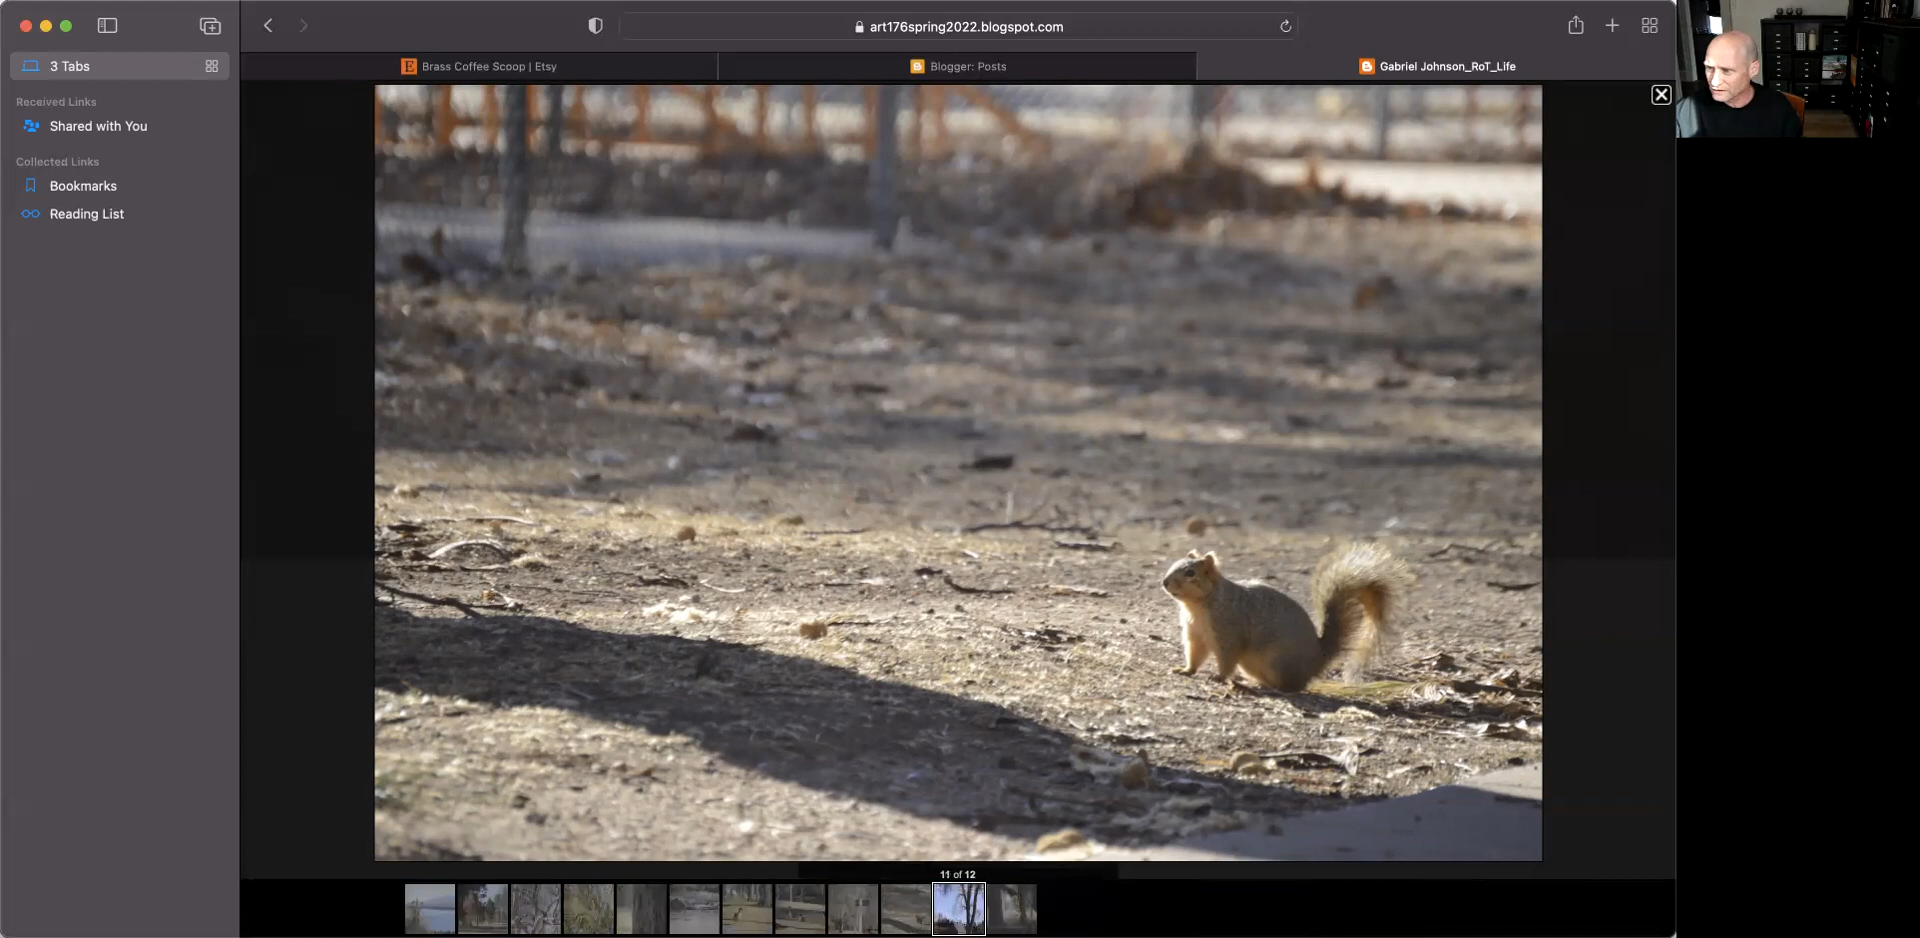 art176spring2022.blogspot.com
3 Tabs
E Brass Coffee Scoop | Etsy
Blogger: Posts
Gabriel Johnson_RoT_Life
Received Links
Shared with You
Collected Links
Bookmarks
Reading List
11 of 12